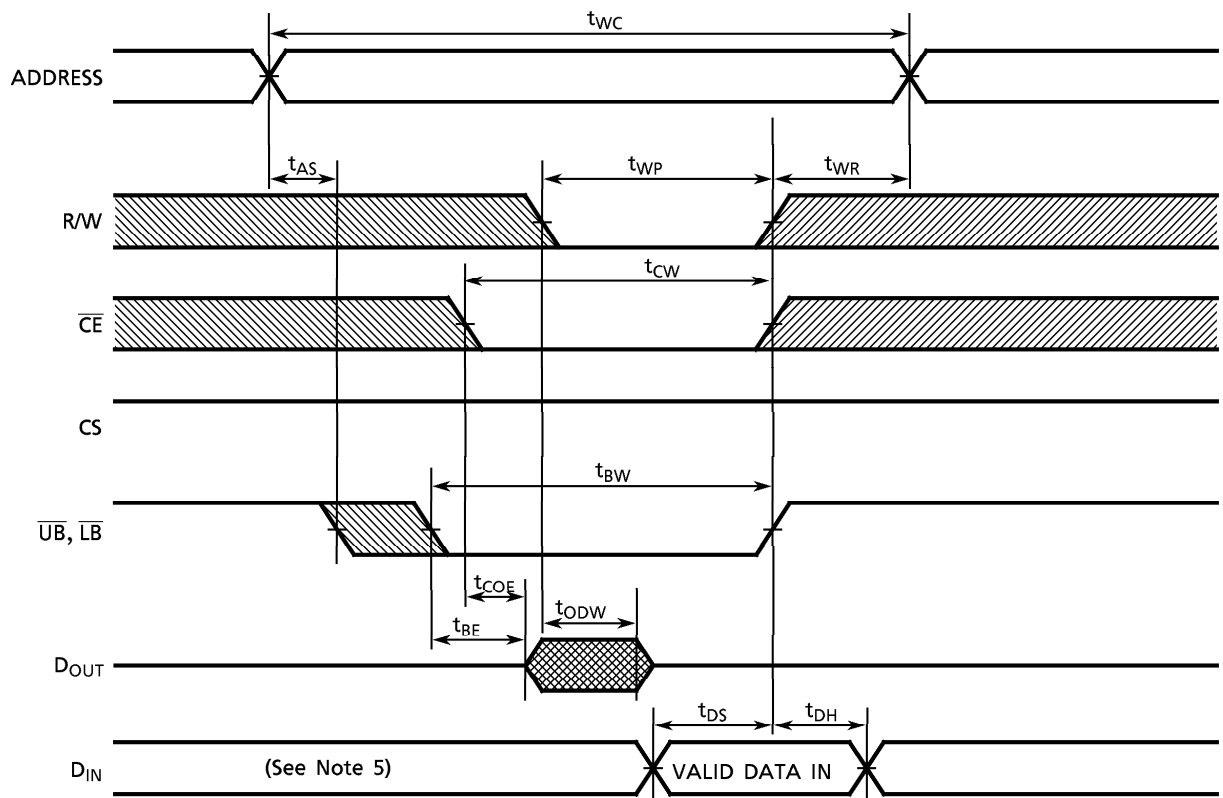 tWC
ADDRESS
tAS
tWP
tWR
R/W
tCW
CE
CS
tBW
UB, LB
tCOE
tODW
tBE
DOUT
tDS
tDH
DIN
(See Note 5)
VALID DATA IN